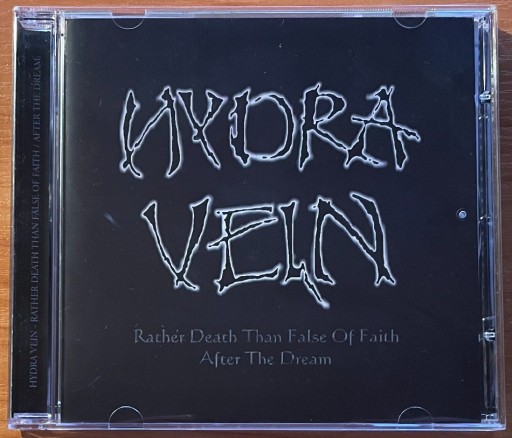 HYDRA VEIN - RATHER DEATH THAN FALSE OF FAITH / AFTER THE DREAM
HYDRA
VEIN
Rather Death Than False Of Faith
After The Dream